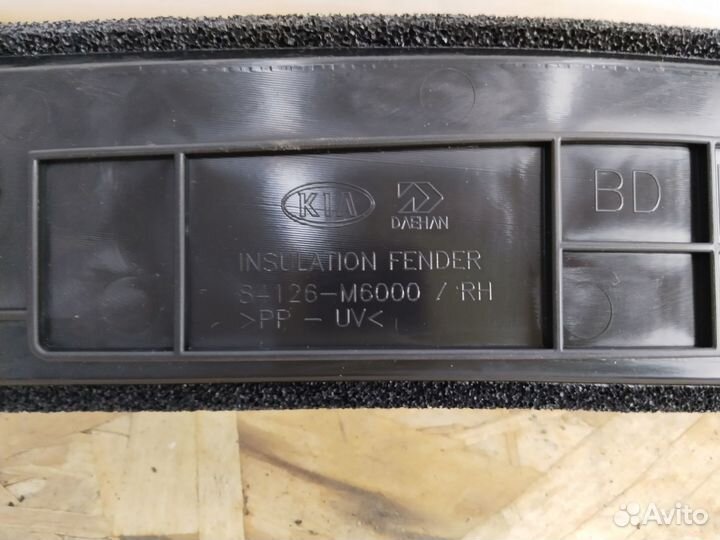 KIA DAEHAN
BD
INSULATION FENDER
84126-M6000 / RH
>PP - UV<
Avito